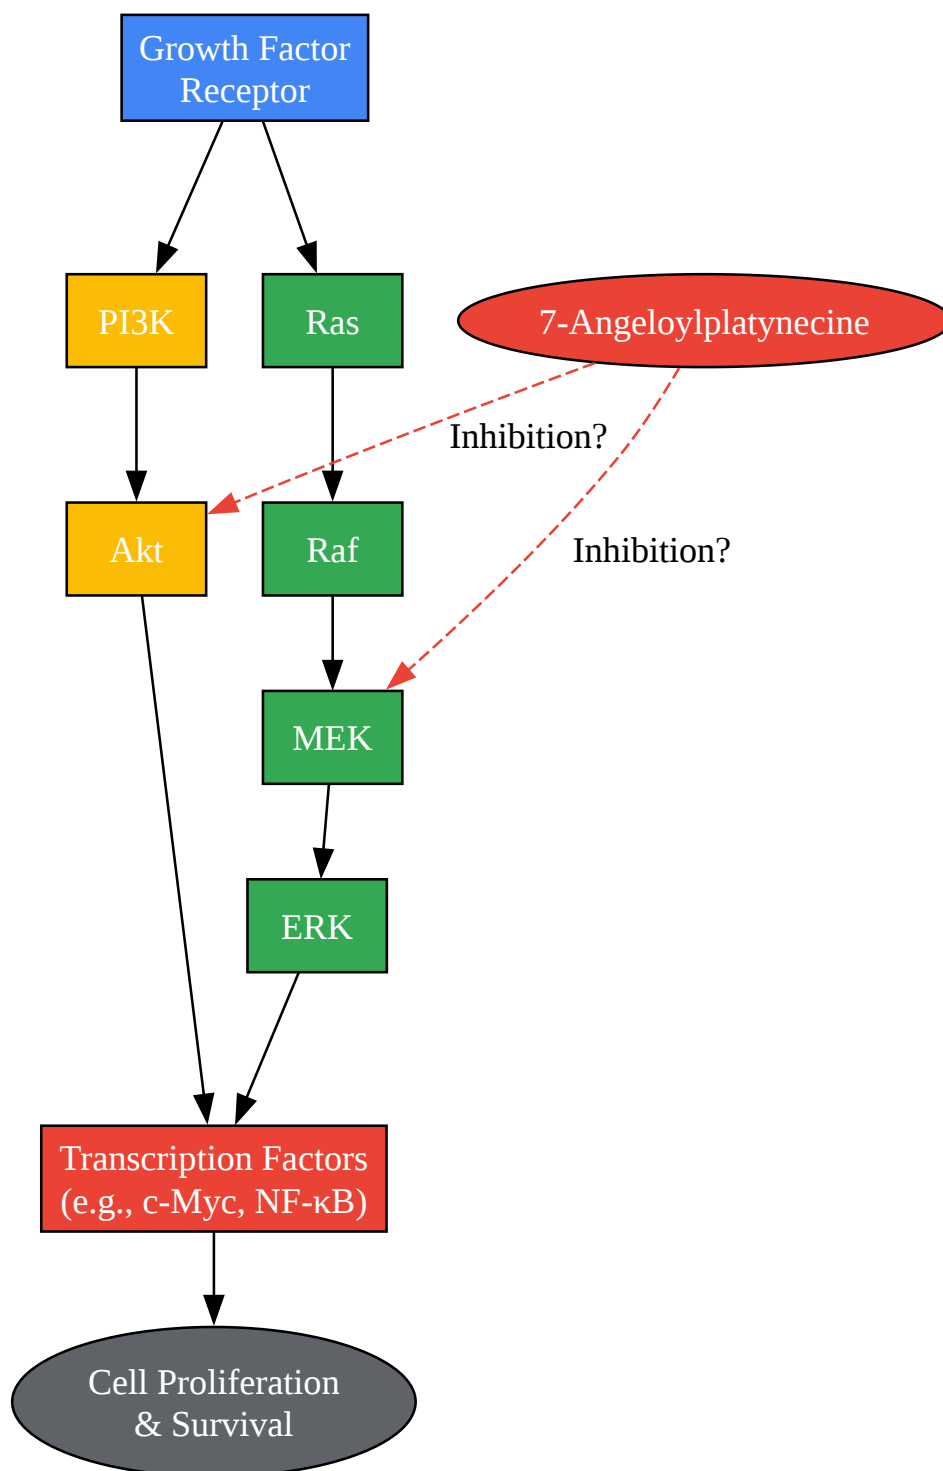 Growth Factor
Receptor
PI3K
Ras
7-Angeloylplatynecine
Inhibition?
Akt
Raf
Inhibition?
MEK
ERK
Transcription Factors
(e.g., c-Myc, NF-κB)
Cell Proliferation
& Survival